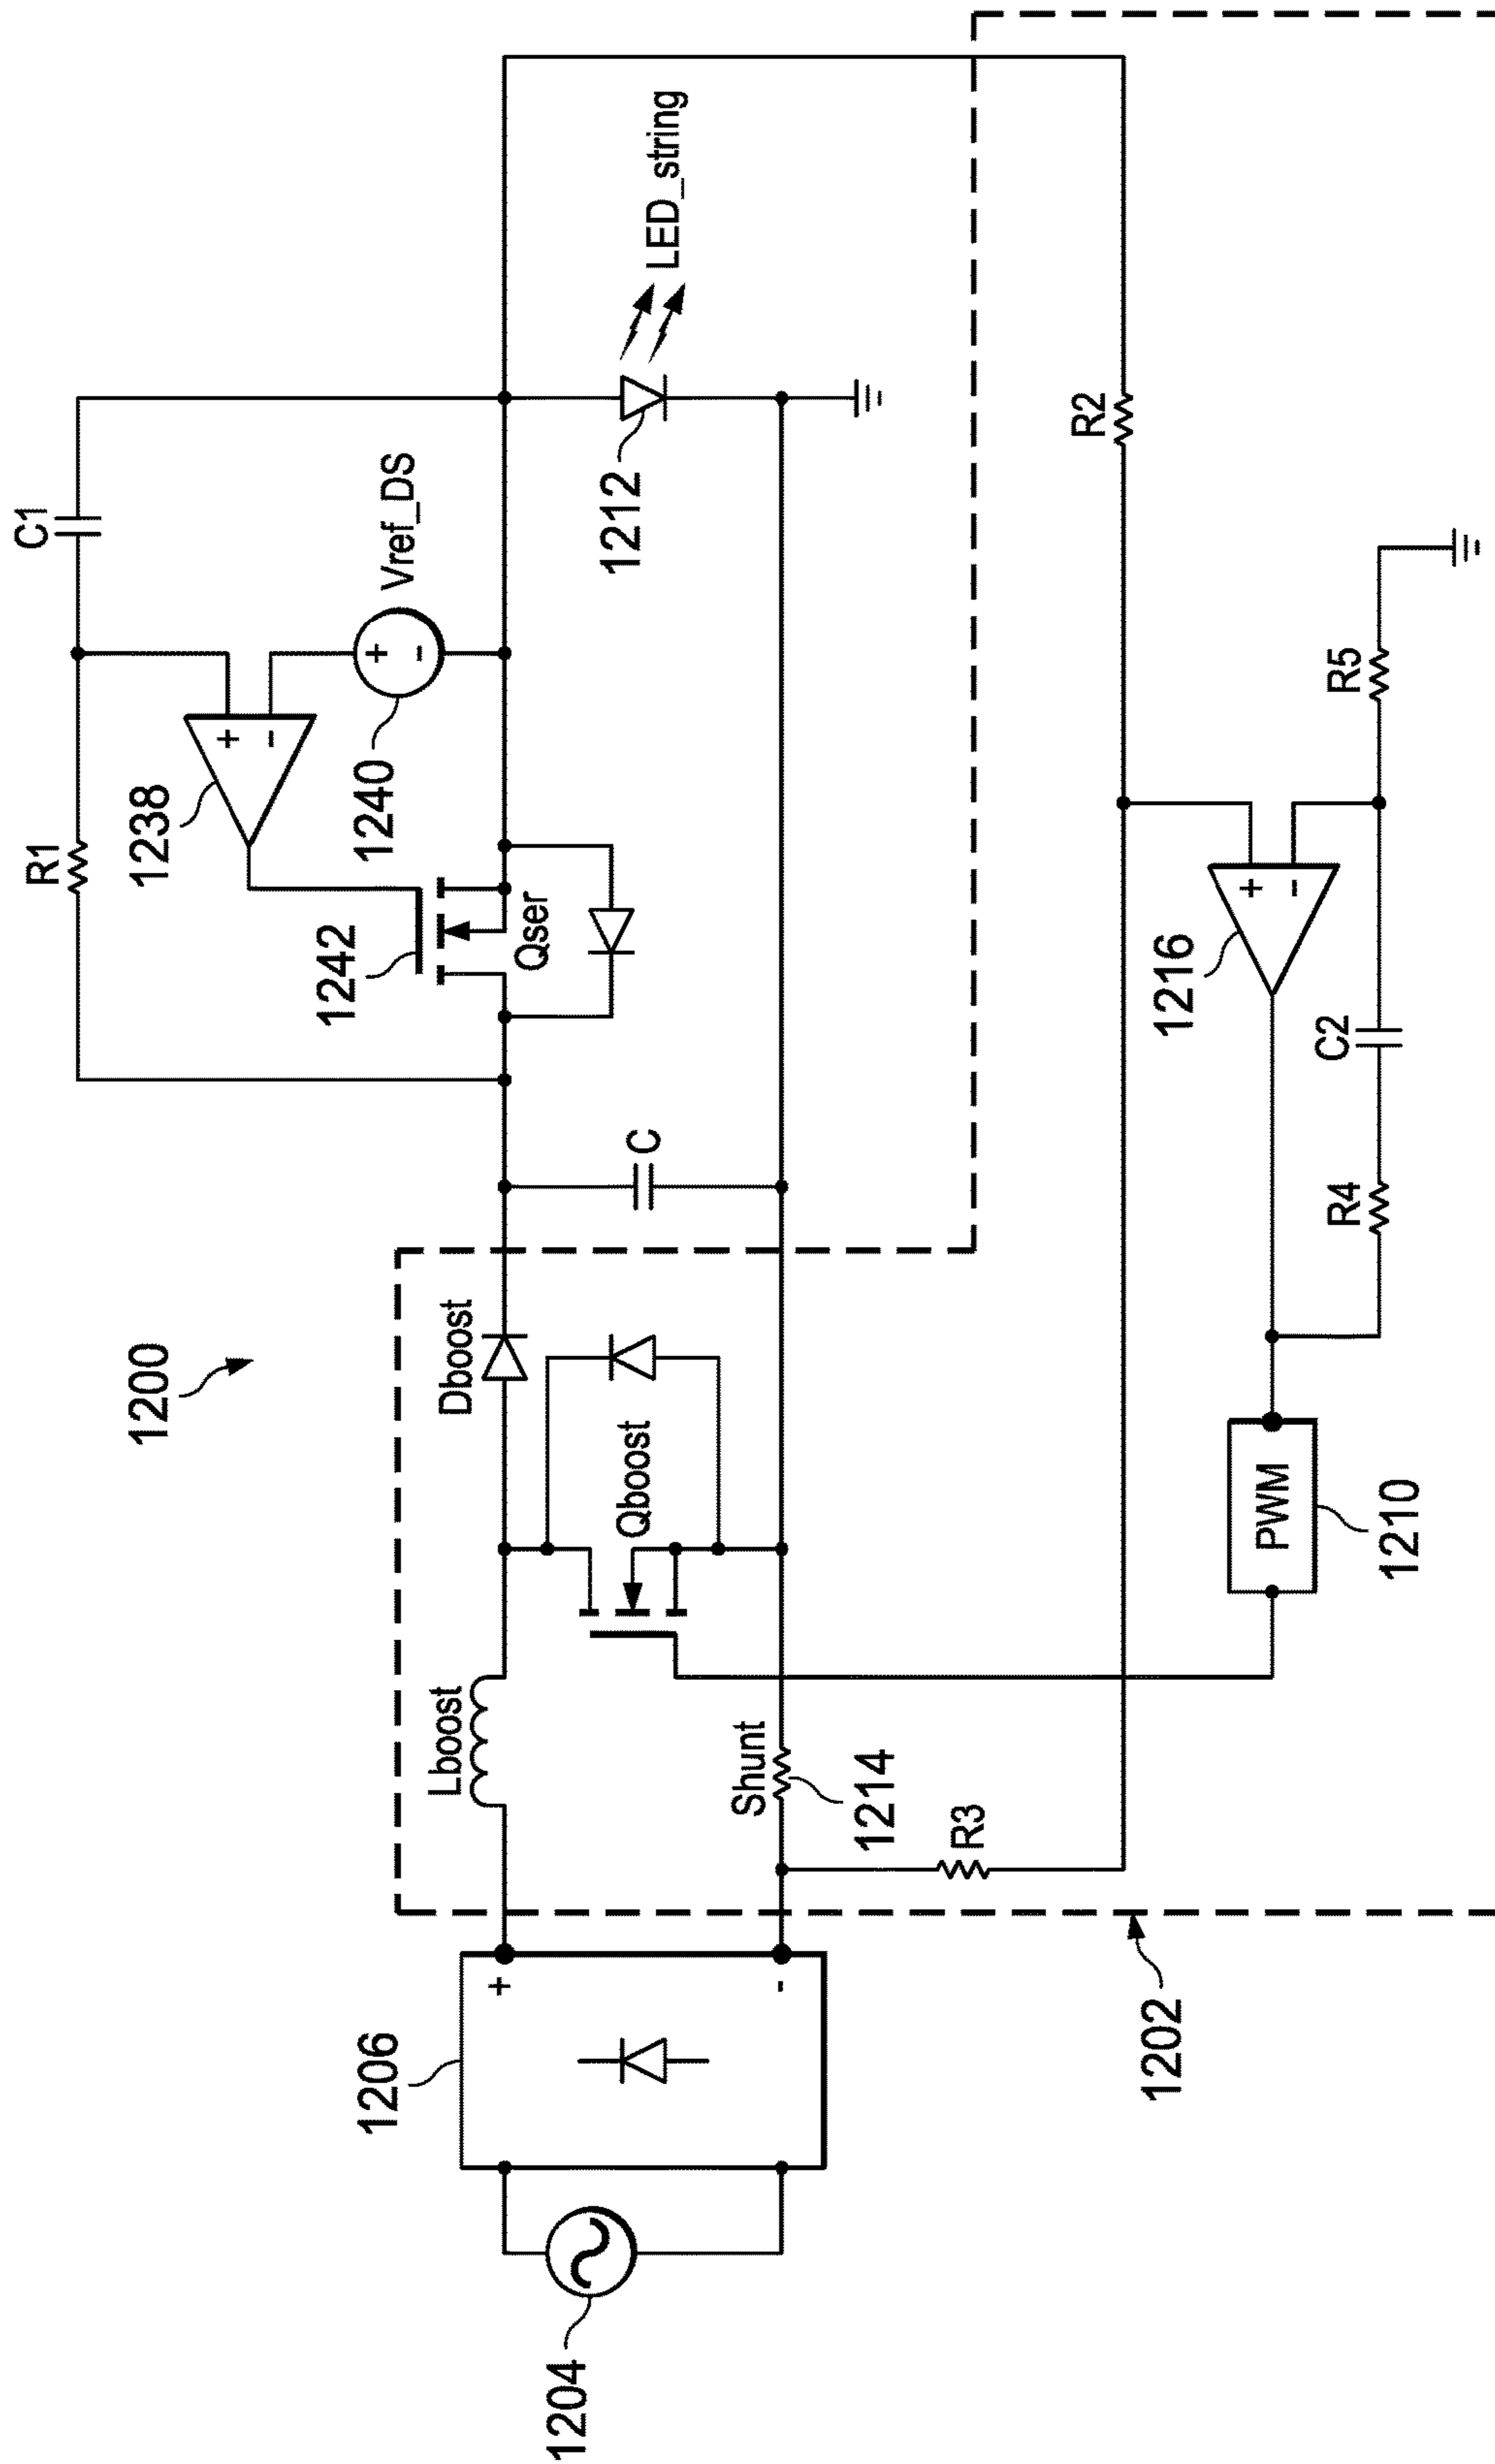 1200
1202
1204
1206
+
-
Lboost
Dboost
Qboost
Shunt
1214
R3
C
R1
C1
1238
+
-
1240
+
-
Vref_DS
1242
Qser
1212
LED_string
R2
1216
+
-
R4
C2
R5
PWM
1210